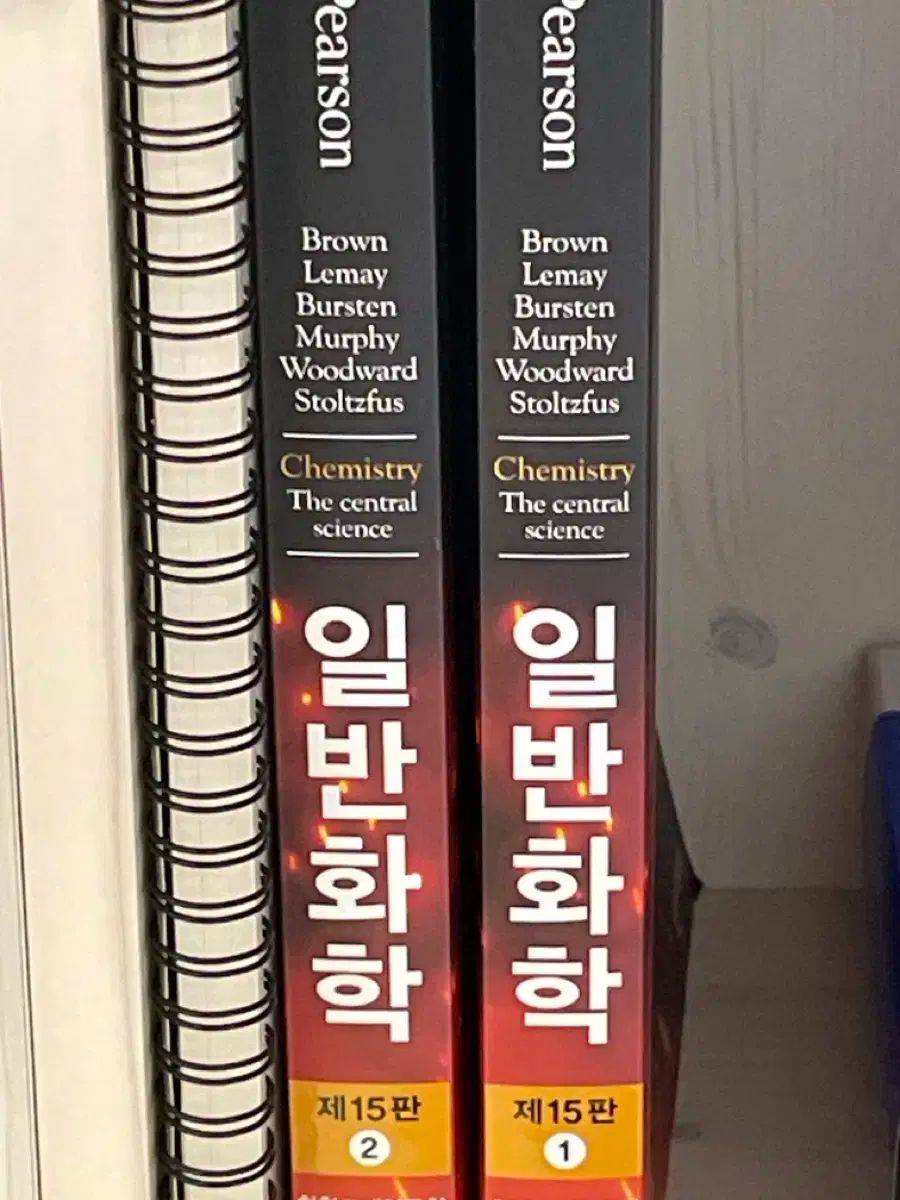 Pearson
Brown
Lemay
Bursten
Murphy
Woodward
Stoltzfus
Chemistry
The central
science
일반화학
제15판
2
Pearson
Brown
Lemay
Bursten
Murphy
Woodward
Stoltzfus
Chemistry
The central
science
일반화학
제15판
1